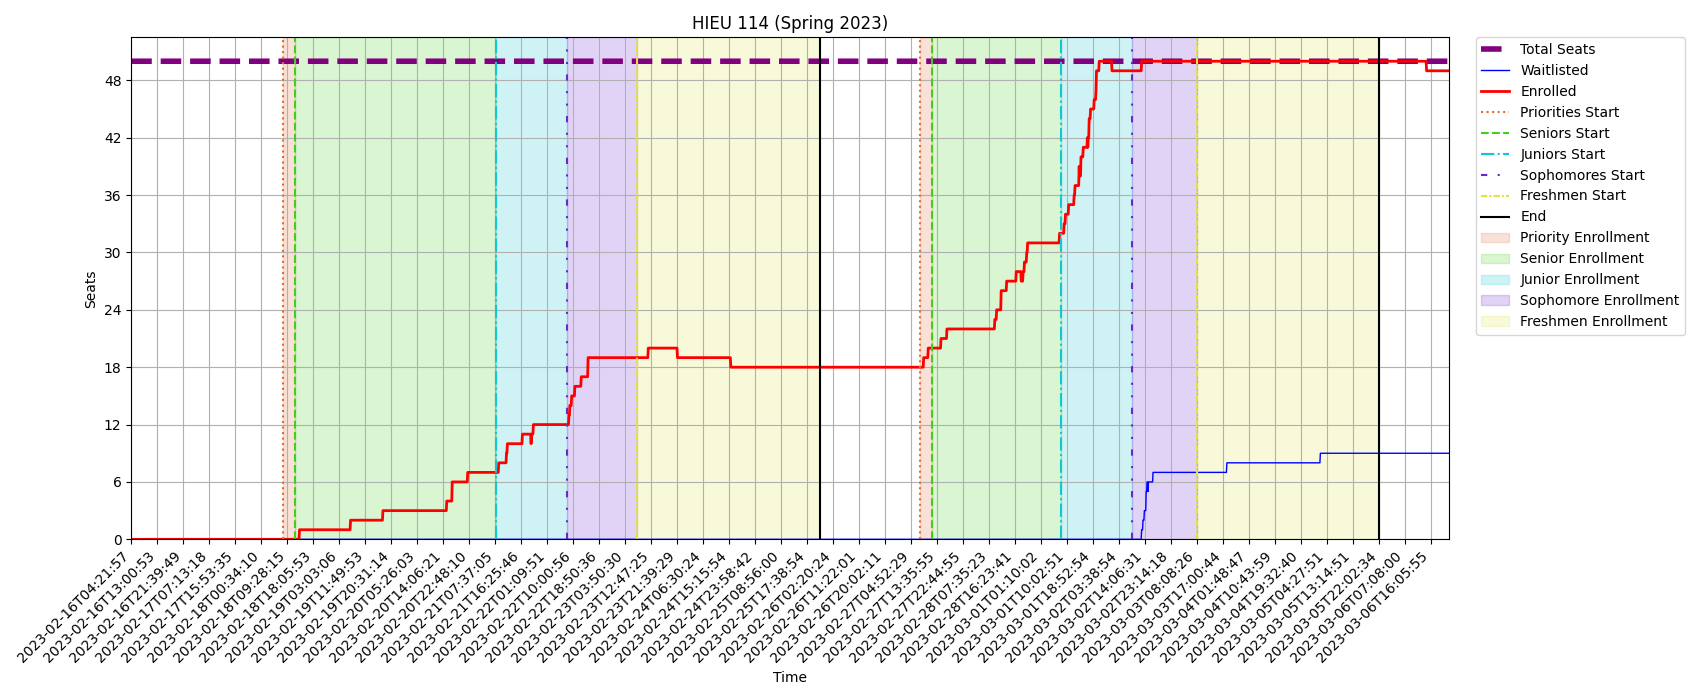 HIEU 114 (Spring 2023)
Seats
48
42
36
30
24
18
12
6
0
2023-02-16T04:21:57
2023-02-16T13:00:53
2023-02-16T21:39:49
2023-02-17T07:13:18
2023-02-17T15:53:35
2023-02-18T00:34:10
2023-02-18T09:28:15
2023-02-18T18:05:53
2023-02-19T03:03:06
2023-02-19T11:49:53
2023-02-19T20:31:14
2023-02-20T05:26:03
2023-02-20T14:06:21
2023-02-20T22:48:10
2023-02-21T07:37:05
2023-02-21T16:25:46
2023-02-22T01:09:51
2023-02-22T10:00:56
2023-02-22T18:50:36
2023-02-23T03:50:30
2023-02-23T12:47:25
2023-02-23T21:39:29
2023-02-24T06:30:24
2023-02-24T15:15:54
2023-02-24T23:58:42
2023-02-25T08:56:00
2023-02-25T17:38:54
2023-02-26T02:20:24
2023-02-26T11:22:01
2023-02-26T20:02:11
2023-02-27T04:52:29
2023-02-27T13:35:55
2023-02-27T22:44:55
2023-02-28T07:35:23
2023-02-28T16:23:41
2023-03-01T01:10:02
2023-03-01T10:02:51
2023-03-01T18:52:54
2023-03-02T03:38:54
2023-03-02T14:06:31
2023-03-02T23:14:18
2023-03-03T08:08:26
2023-03-03T17:00:44
2023-03-04T01:48:47
2023-03-04T10:43:59
2023-03-04T19:32:40
2023-03-05T04:27:51
2023-03-05T13:14:51
2023-03-05T22:02:34
2023-03-06T07:08:00
2023-03-06T16:05:55
Time
Total Seats
Waitlisted
Enrolled
Priorities Start
Seniors Start
Juniors Start
Sophomores Start
Freshmen Start
End
Priority Enrollment
Senior Enrollment
Junior Enrollment
Sophomore Enrollment
Freshmen Enrollment